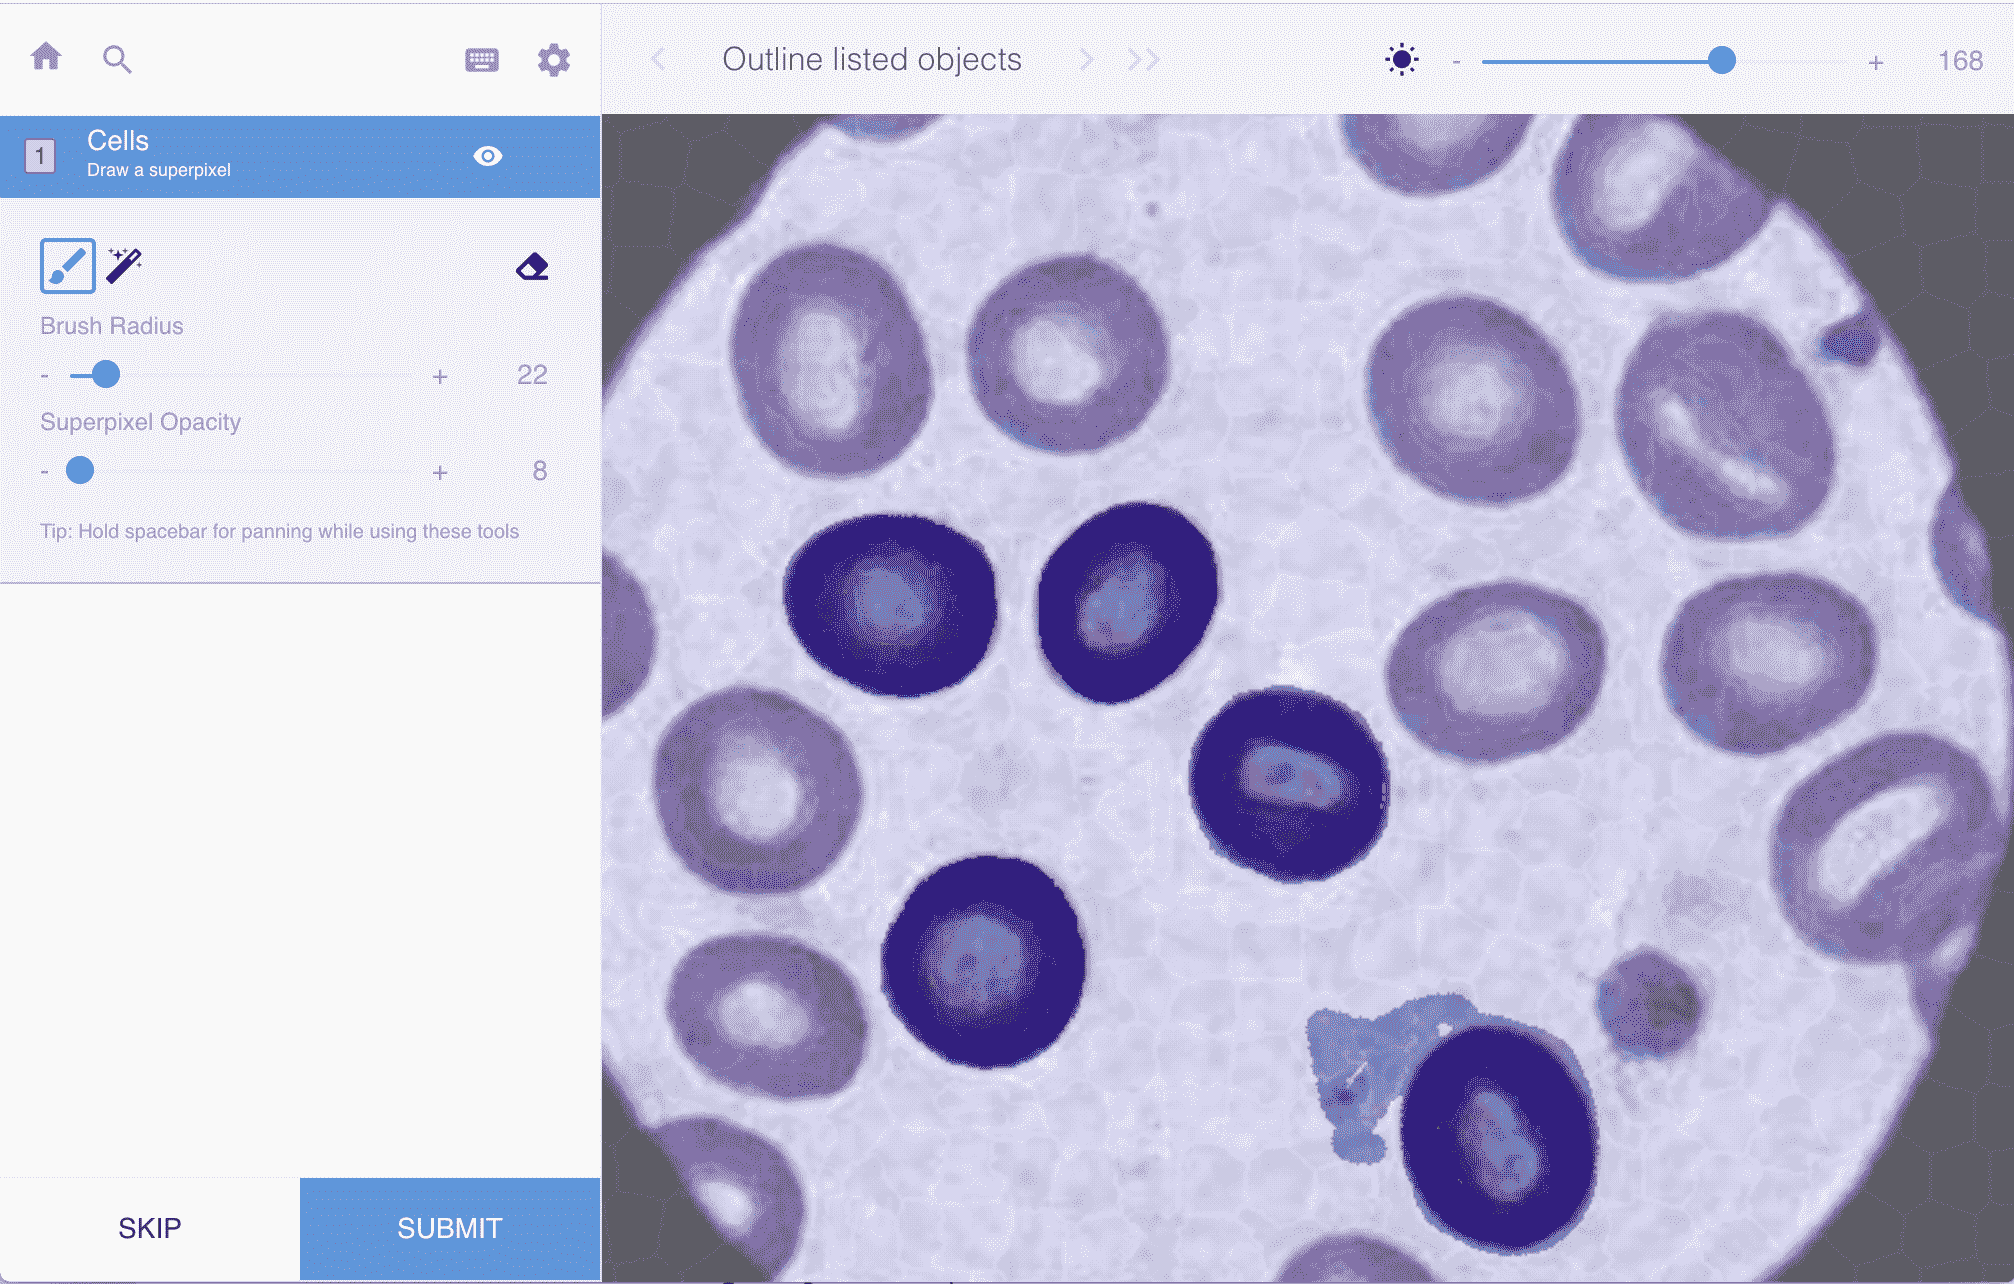 Outline listed objects
- + 168
1 Cells
Draw a superpixel
Brush Radius
- + 22
Superpixel Opacity
- + 8
Tip: Hold spacebar for panning while using these tools
SKIP SUBMIT